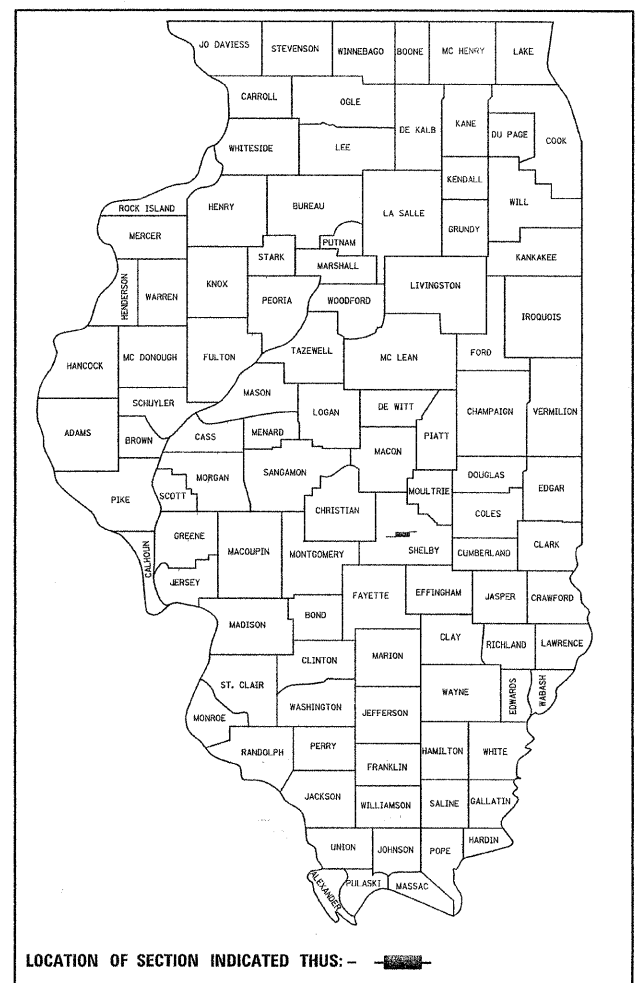 JO DAVIESS STEVENSON WINNEBAGO BOONE MC HENRY LAKE
CARROLL OGLE
DE KALB KANE DU PAGE COOK
WHITESIDE LEE
KENDALL
ROCK ISLAND HENRY BUREAU LA SALLE WILL
MERCER PUTNAM GRUNDY
STARK MARSHALL KANKAKEE
HENDERSON WARREN KNOX PEORIA WOODFORD LIVINGSTON
IROQUOIS
HANCOCK MC DONOUGH FULTON TAZEWELL MC LEAN FORD
SCHUYLER MASON LOGAN DE WITT CHAMPAIGN VERMILION
ADAMS BROWN CASS MENARD MACON PIATT
PIKE SCOTT MORGAN SANGAMON MOULTRIE DOUGLAS EDGAR
CHRISTIAN COLES
CALHOUN GREENE MACOUPIN MONTGOMERY SHELBY CUMBERLAND CLARK
JERSEY FAYETTE EFFINGHAM JASPER CRAWFORD
MADISON BOND
CLINTON MARION CLAY RICHLAND LAWRENCE
ST. CLAIR WASHINGTON WAYNE EDWARDS WABASH
MONROE JEFFERSON
RANDOLPH PERRY HAMILTON WHITE
FRANKLIN
JACKSON WILLIAMSON SALINE GALLATIN
UNION JOHNSON POPE HARDIN
ALEXANDER PULASKI MASSAC
LOCATION OF SECTION INDICATED THUS: –